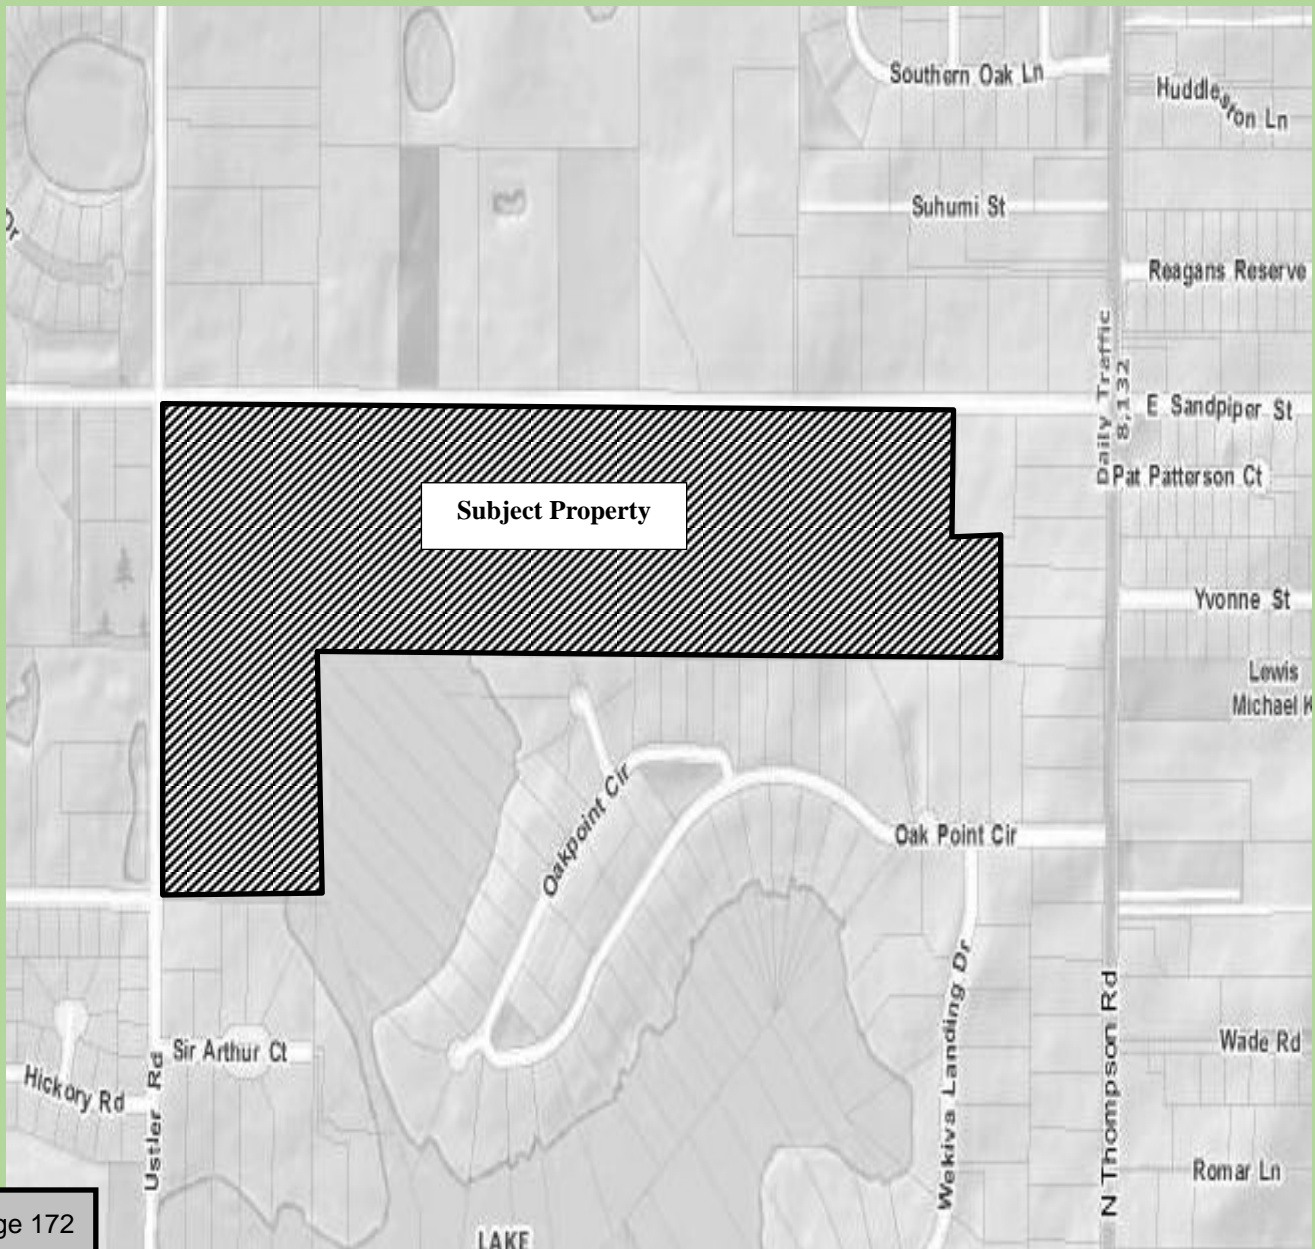 Southern Oak Ln
Huddleston Ln
Suhumi St
Dr
Reagans Reserve
Daily Traffic
8,132
E Sandpiper St
Pat Patterson Ct
Subject Property
Yvonne St
Lewis
Michael K
Oakpoint Cir
Oak Point Cir
Wekiva Landing Dr
N Thompson Rd
Sir Arthur Ct
Wade Rd
Hickory Rd
Ustler Rd
Romar Ln
ge 172
LAKE